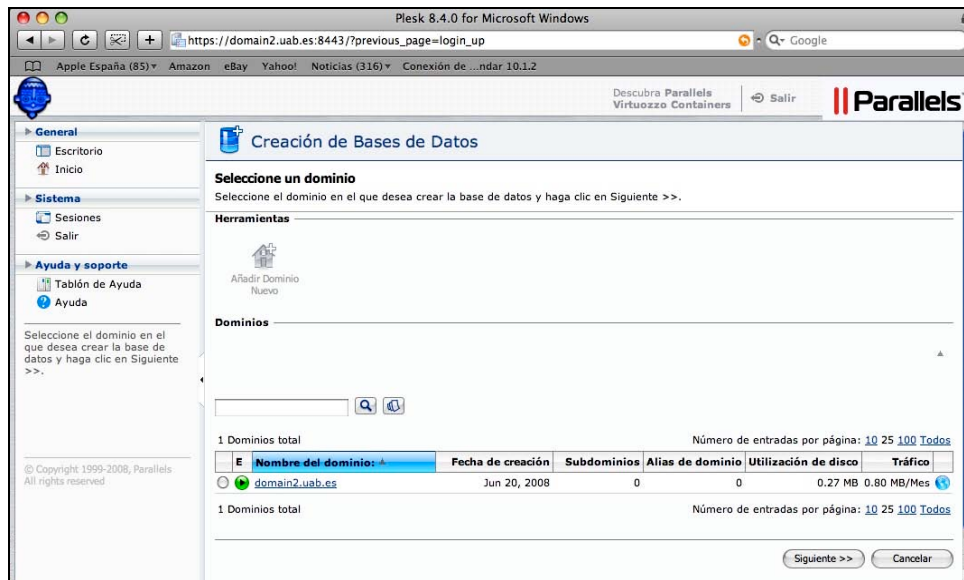 Plesk 8.4.0 for Microsoft Windows
https://domain2.uab.es:8443/?previous_page=login_up
Google
Apple España (85) Amazon eBay Yahoo! Noticias (316) Conexión de ...ndar 10.1.2
Descubra Parallels
Virtuozzo Containers
Salir
Parallels
General
Escritorio
Inicio
Sistema
Sesiones
Salir
Ayuda y soporte
Tablón de Ayuda
Ayuda
Seleccione el dominio en el
que desea crear la base de
datos y haga clic en Siguiente
>>.
© Copyright 1999-2008, Parallels
All rights reserved
Creación de Bases de Datos
Seleccione un dominio
Seleccione el dominio en el que desea crear la base de datos y haga clic en Siguiente >>.
Herramientas
Añadir Dominio
Nuevo
Dominios
1 Dominios total Número de entradas por página: 10 25 100 Todos
E Nombre del dominio: Fecha de creación Subdominios Alias de dominio Utilización de disco Tráfico
domain2.uab.es Jun 20, 2008 0 0 0.27 MB 0.80 MB/Mes
1 Dominios total Número de entradas por página: 10 25 100 Todos
Siguiente >> Cancelar